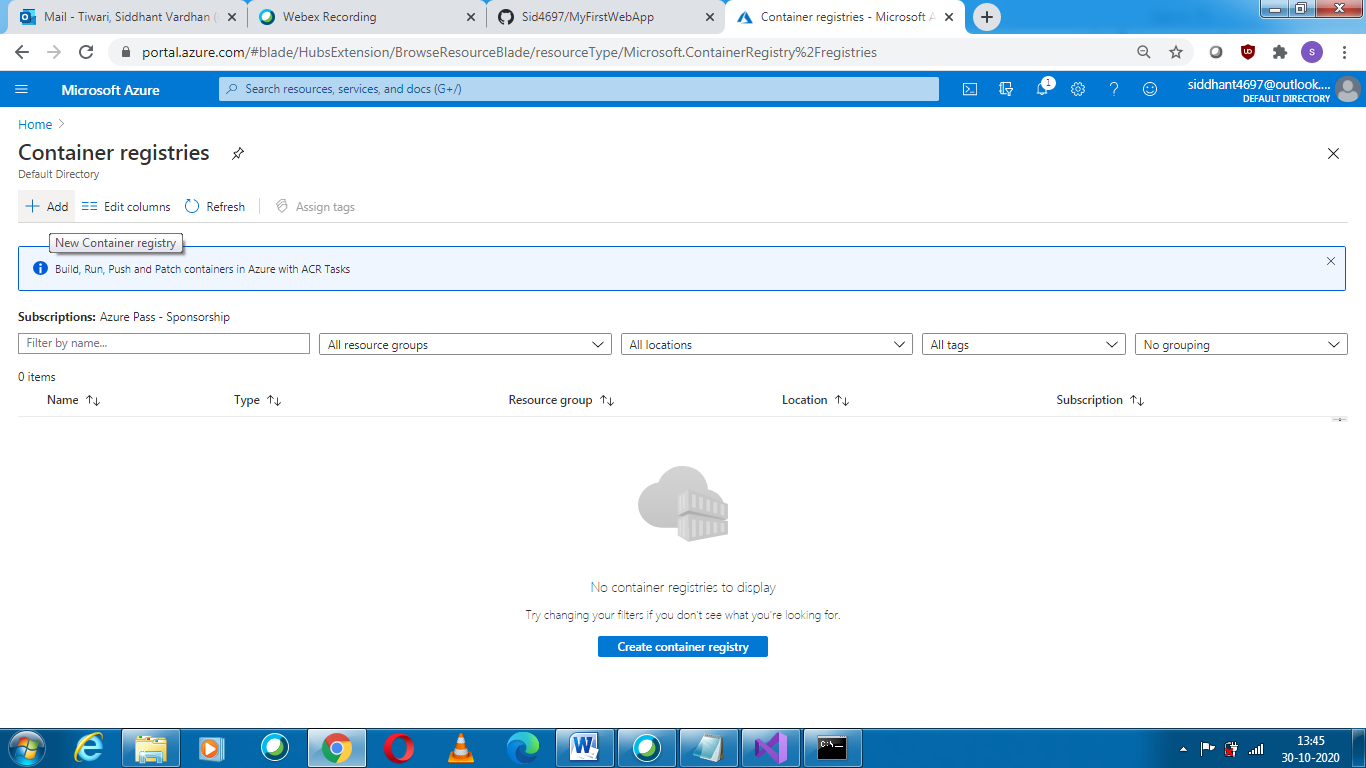 Mail - Tiwari, Siddhant Vardhan (
Webex Recording
Sid4697/MyFirstWebApp
Container registries - Microsoft A
portal.azure.com/#blade/HubsExtension/BrowseResourceBlade/resourceType/Microsoft.ContainerRegistry%2Fregistries
S
Microsoft Azure
Search resources, services, and docs (G+/)
1
siddhant4697@outlook....
DEFAULT DIRECTORY
Home
Container registries
Default Directory
Add
Edit columns
Refresh
Assign tags
New Container registry
Build, Run, Push and Patch containers in Azure with ACR Tasks
Subscriptions: Azure Pass - Sponsorship
Filter by name...
All resource groups
All locations
All tags
No grouping
0 items
Name
Type
Resource group
Location
Subscription
No container registries to display
Try changing your filters if you don't see what you're looking for.
Create container registry
13:45
30-10-2020